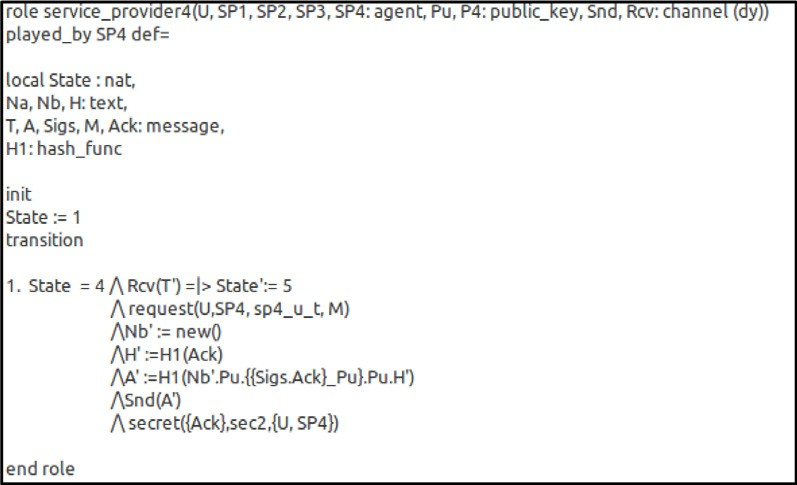 role service_provider4(U, SP1, SP2, SP3, SP4: agent, Pu, P4: public_key, Snd, Rcv: channel (dy))
played_by SP4 def=
local State : nat,
Na, Nb, H: text,
T, A, Sigs, M, Ack: message,
H1: hash_func
init
State := 1
transition
1. State = 4 /\ Rcv(T') =|> State':= 5
/\ request(U,SP4, sp4_u_t, M)
/\Nb' := new()
/\H' :=H1(Ack)
/\A' :=H1(Nb'.Pu.{{Sigs.Ack}_Pu}.Pu.H')
/\Snd(A')
/\ secret({Ack},sec2,{U, SP4})
end role